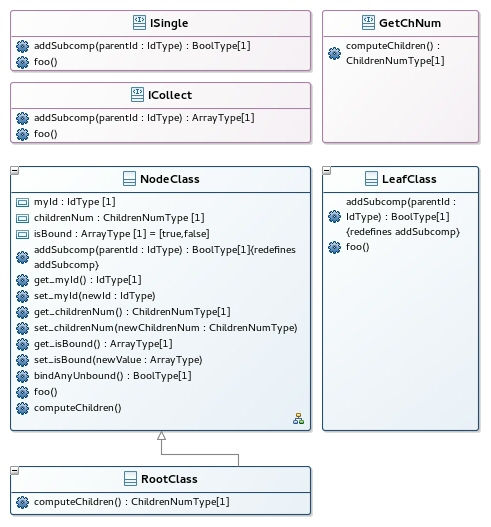 ISingle
addSubcomp(parentId : IdType) : BoolType[1]
foo()
GetChNum
computeChildren() :
ChildrenNumType[1]
ICollect
addSubcomp(parentId : IdType) : ArrayType[1]
foo()
NodeClass
myId : IdType [1]
childrenNum : ChildrenNumType [1]
isBound : ArrayType [1] = [true,false]
addSubcomp(parentId : IdType) : BoolType[1]{redefines
addSubcomp}
get_myId() : IdType[1]
set_myId(newId : IdType)
get_childrenNum() : ChildrenNumType[1]
set_childrenNum(newChildrenNum : ChildrenNumType)
get_isBound() : ArrayType[1]
set_isBound(newValue : ArrayType)
bindAnyUnbound() : BoolType[1]
foo()
computeChildren()
LeafClass
addSubcomp(parentId :
IdType) : BoolType[1]
{redefines addSubcomp}
foo()
RootClass
computeChildren() : ChildrenNumType[1]